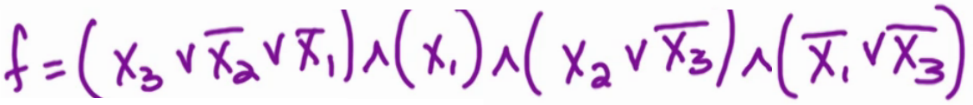 f = (x₃ ∨ x̅₂ ∨ x̅₁) ∧ (x₁) ∧ (x₂ ∨ x̅₃) ∧ (x̅₁ ∨ x̅₃)